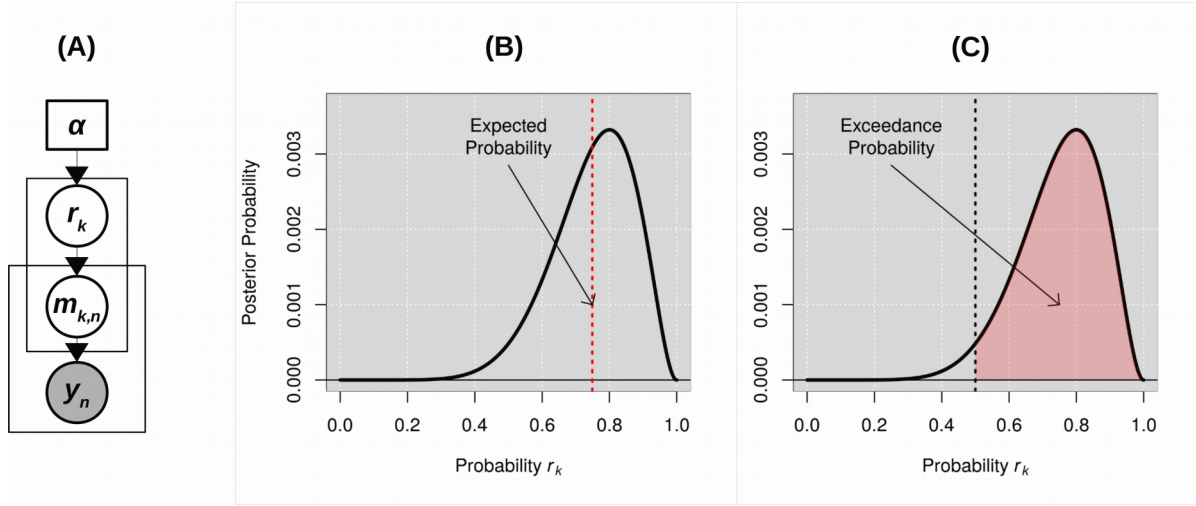 (A)
α
r_k
m_k,n
y_n
(B)
Expected
Probability
Posterior Probability
0.003
0.002
0.001
0.000
0.0 0.2 0.4 0.6 0.8 1.0
Probability r_k
(C)
Exceedance
Probability
0.003
0.002
0.001
0.000
0.0 0.2 0.4 0.6 0.8 1.0
Probability r_k